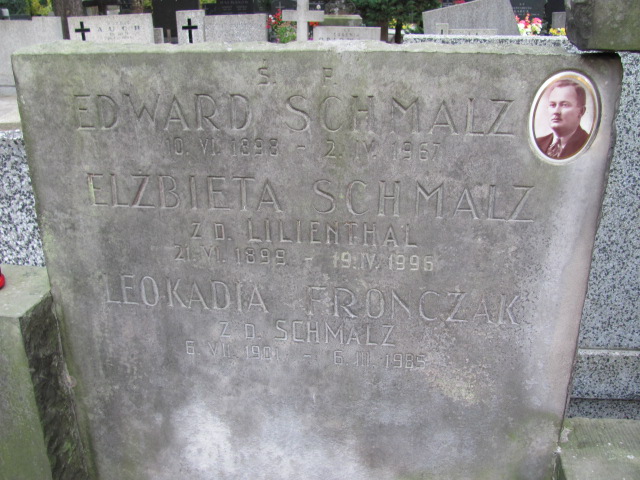 S. F.
EDWARD SCHMALZ
10.VI.1898 - 2.IV.1967
ELŻBIETA SCHMALZ
Z D. LILIENTHAL
21.VI.1899 - 19.IV.1996
LEOKADIA FRONCZAK
Z D. SCHMALZ
6.VII.1901 - 6.III.1985